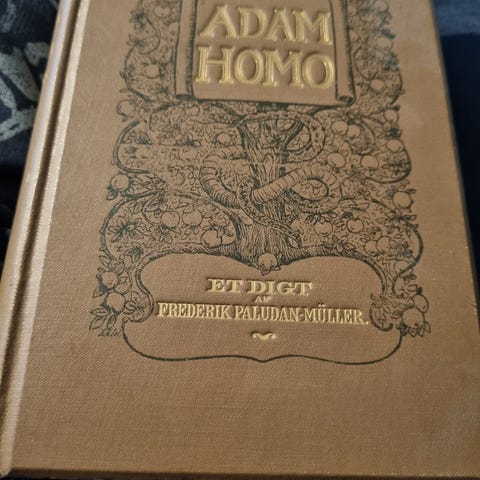 ADAM
HOMO
ET DIGT
AF
FREDERIK PALUDAN-MÜLLER.